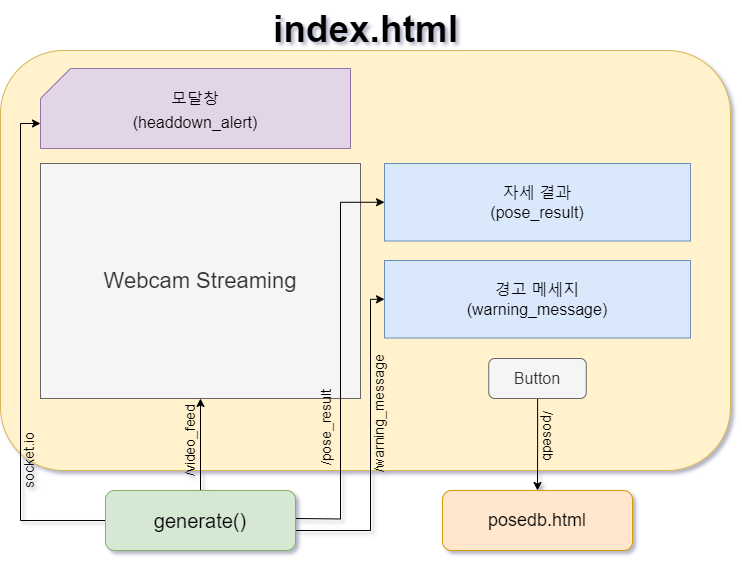 index.html
모달창
(headdown_alert)
자세 결과
(pose_result)
Webcam Streaming
경고 메세지
(warning_message)
Button
socket.io
/video_feed
/pose_result
/warning_message
/posedb
generate()
posedb.html